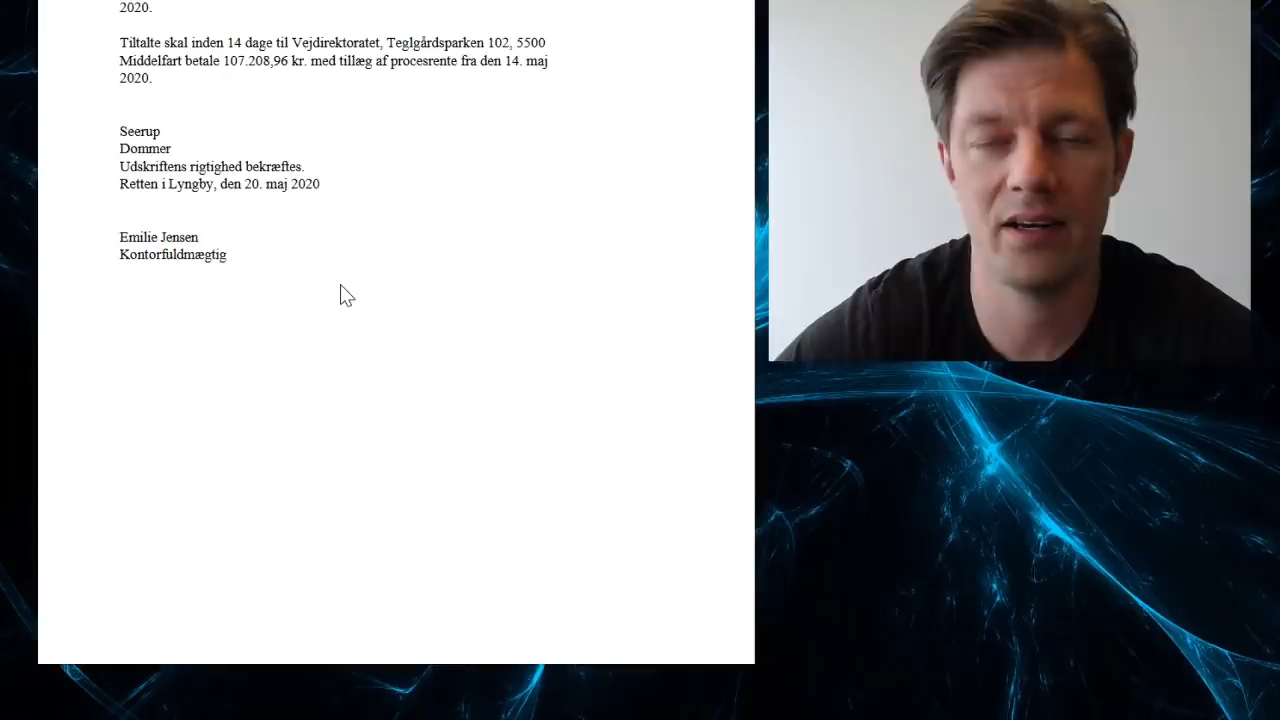 2020.
Tiltalte skal inden 14 dage til Vejdirektoratet, Teglgårdsparken 102, 5500
Middelfart betale 107.208,96 kr. med tillæg af procesrente fra den 14. maj
2020.
Seerup
Dommer
Udskriftens rigtighed bekræftes.
Retten i Lyngby, den 20. maj 2020
Emilie Jensen
Kontorfuldmægtig